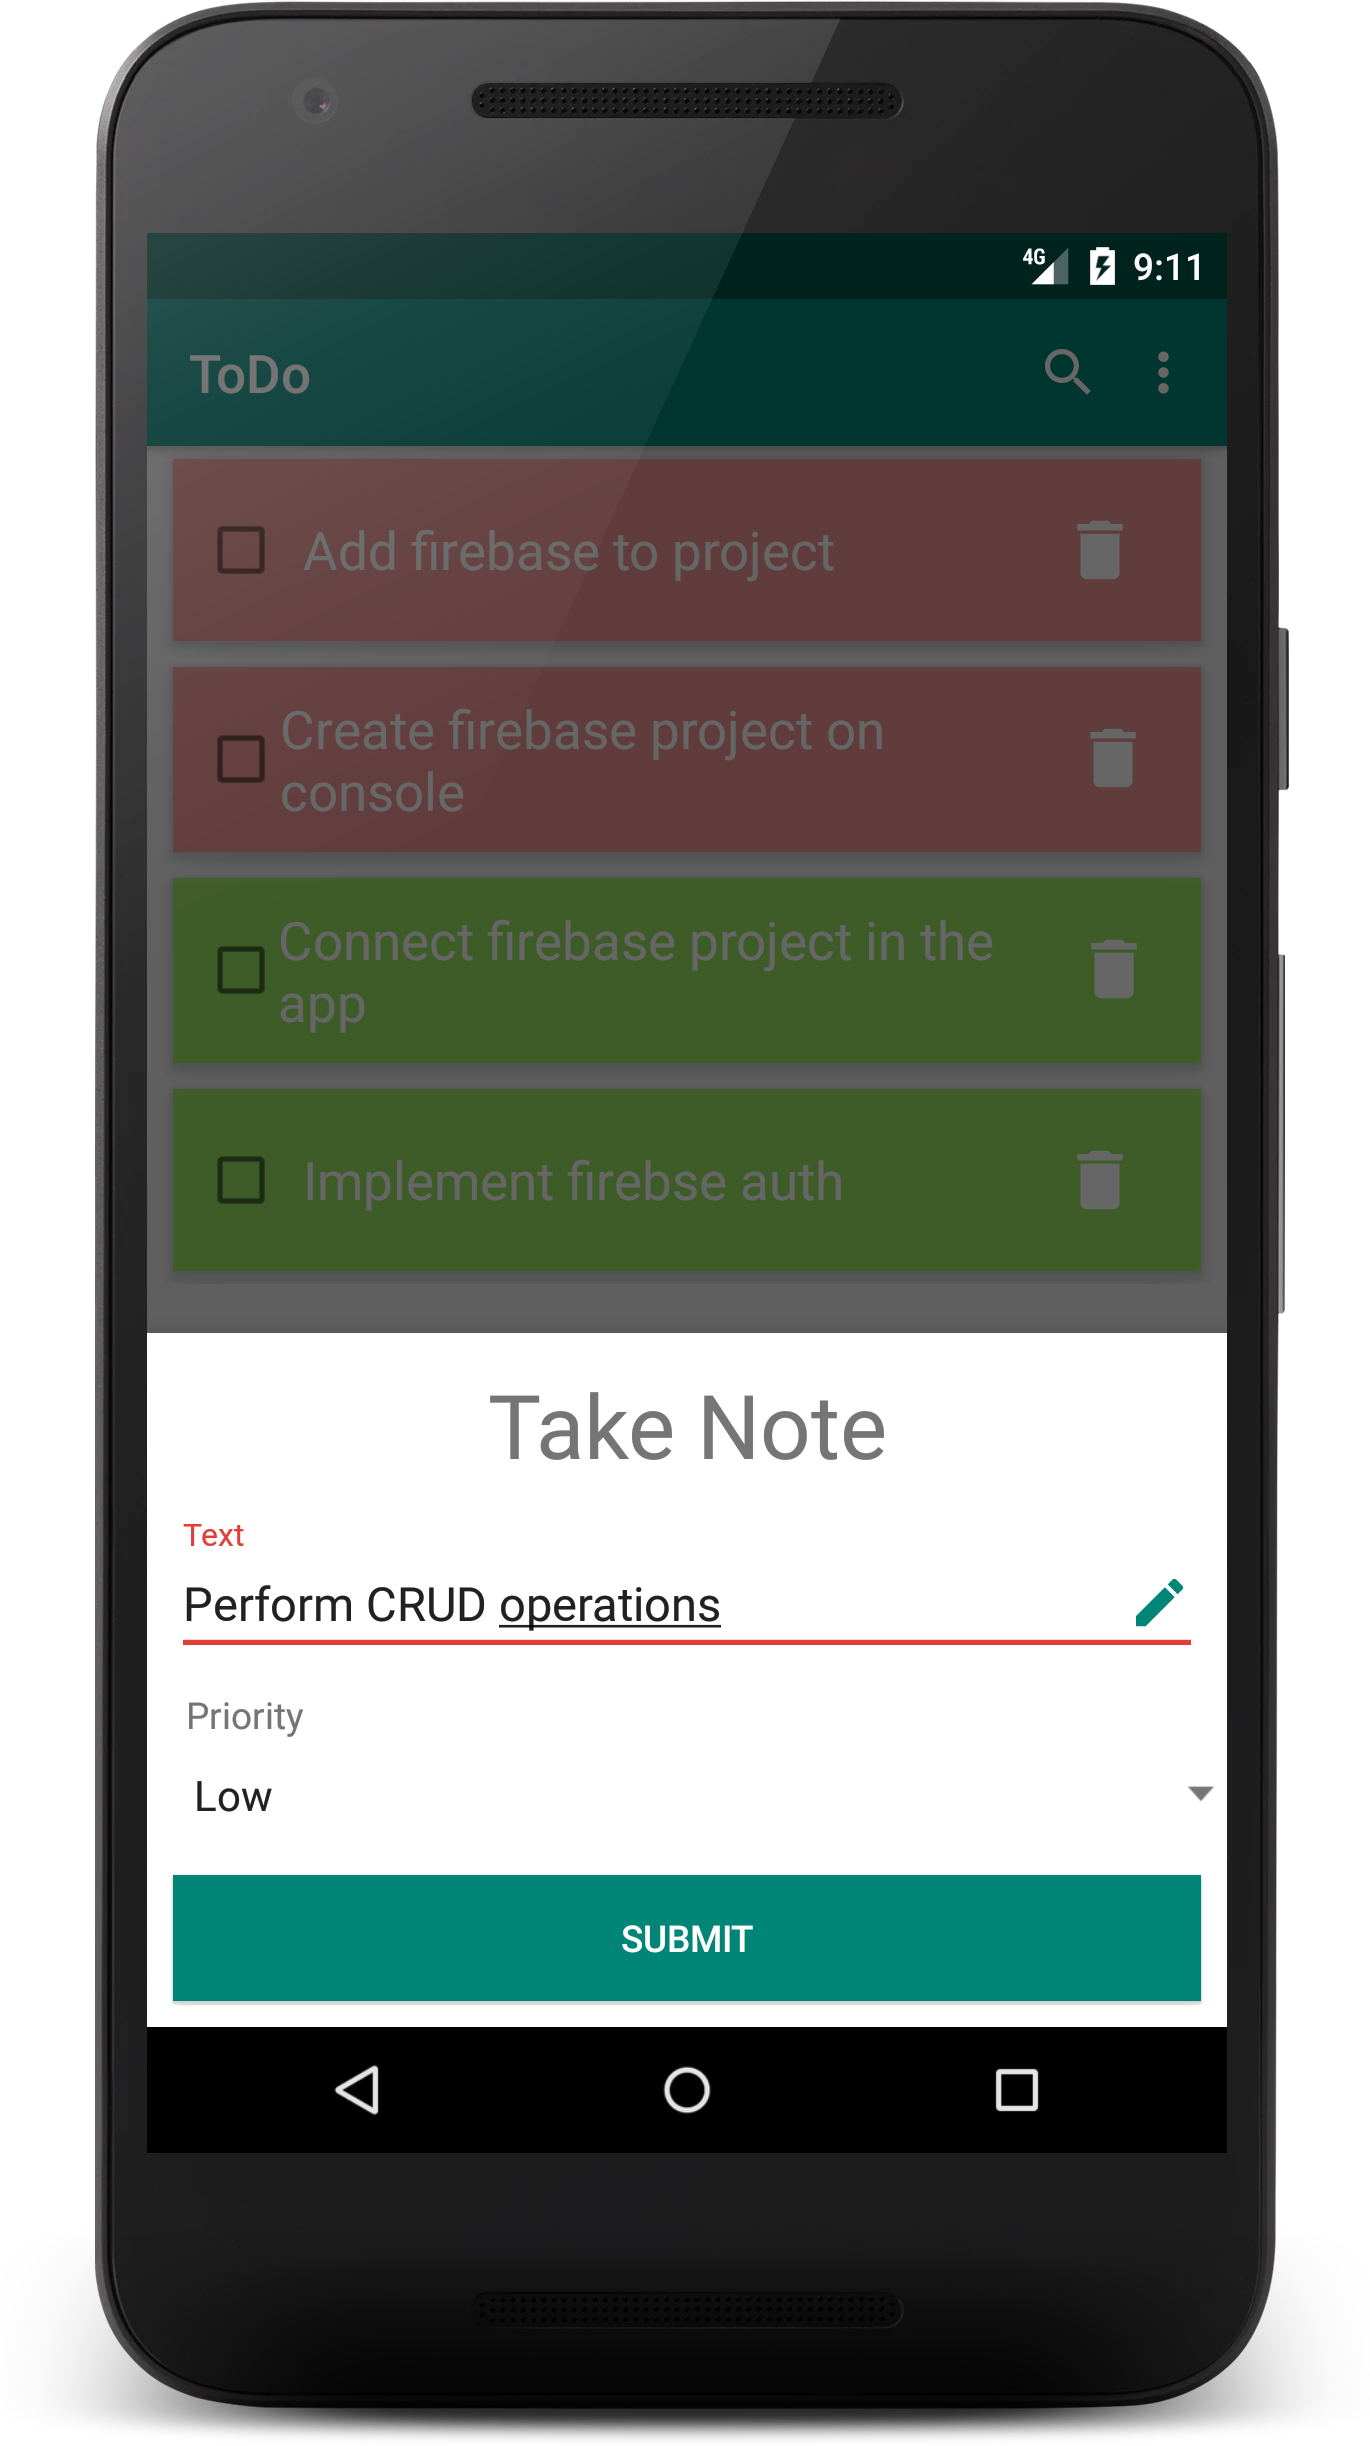 4G 9:11
ToDo
Add firebase to project
Create firebase project on
console
Connect firebase project in the
app
Implement firebse auth
Take Note
Text
Perform CRUD operations
Priority
Low
SUBMIT